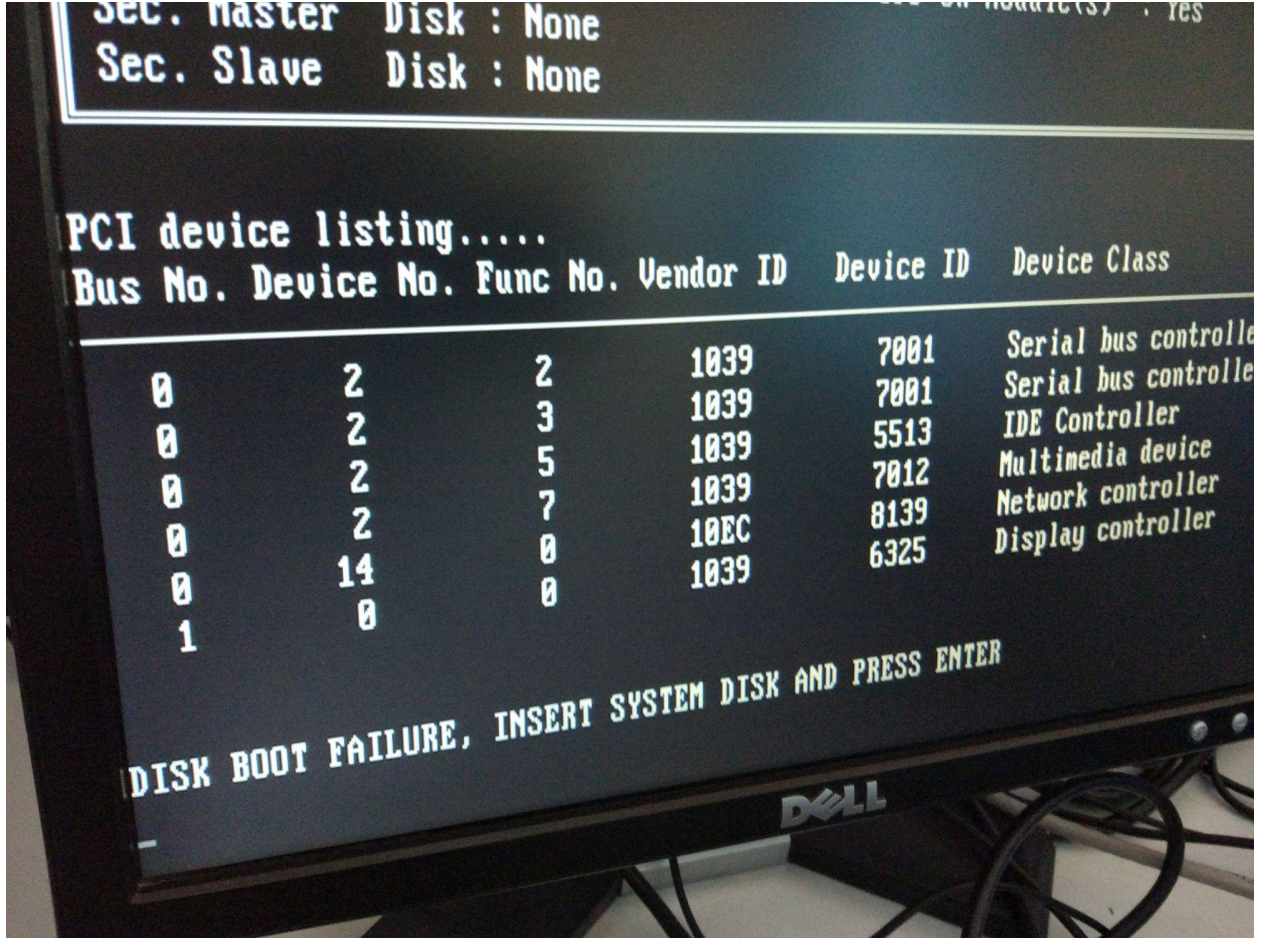 Sec. Master Disk : None
Sec. Slave Disk : None
Yes
PCI device listing.....
Bus No. Device No. Func No. Vendor ID Device ID Device Class
0 2 2 1039 7001 Serial bus controlle
0 2 3 1039 7001 Serial bus controlle
0 2 5 1039 5513 IDE Controller
0 2 7 1039 7012 Multimedia device
0 14 0 10EC 8139 Network controller
1 0 0 1039 6325 Display controller
DISK BOOT FAILURE, INSERT SYSTEM DISK AND PRESS ENTER
DELL